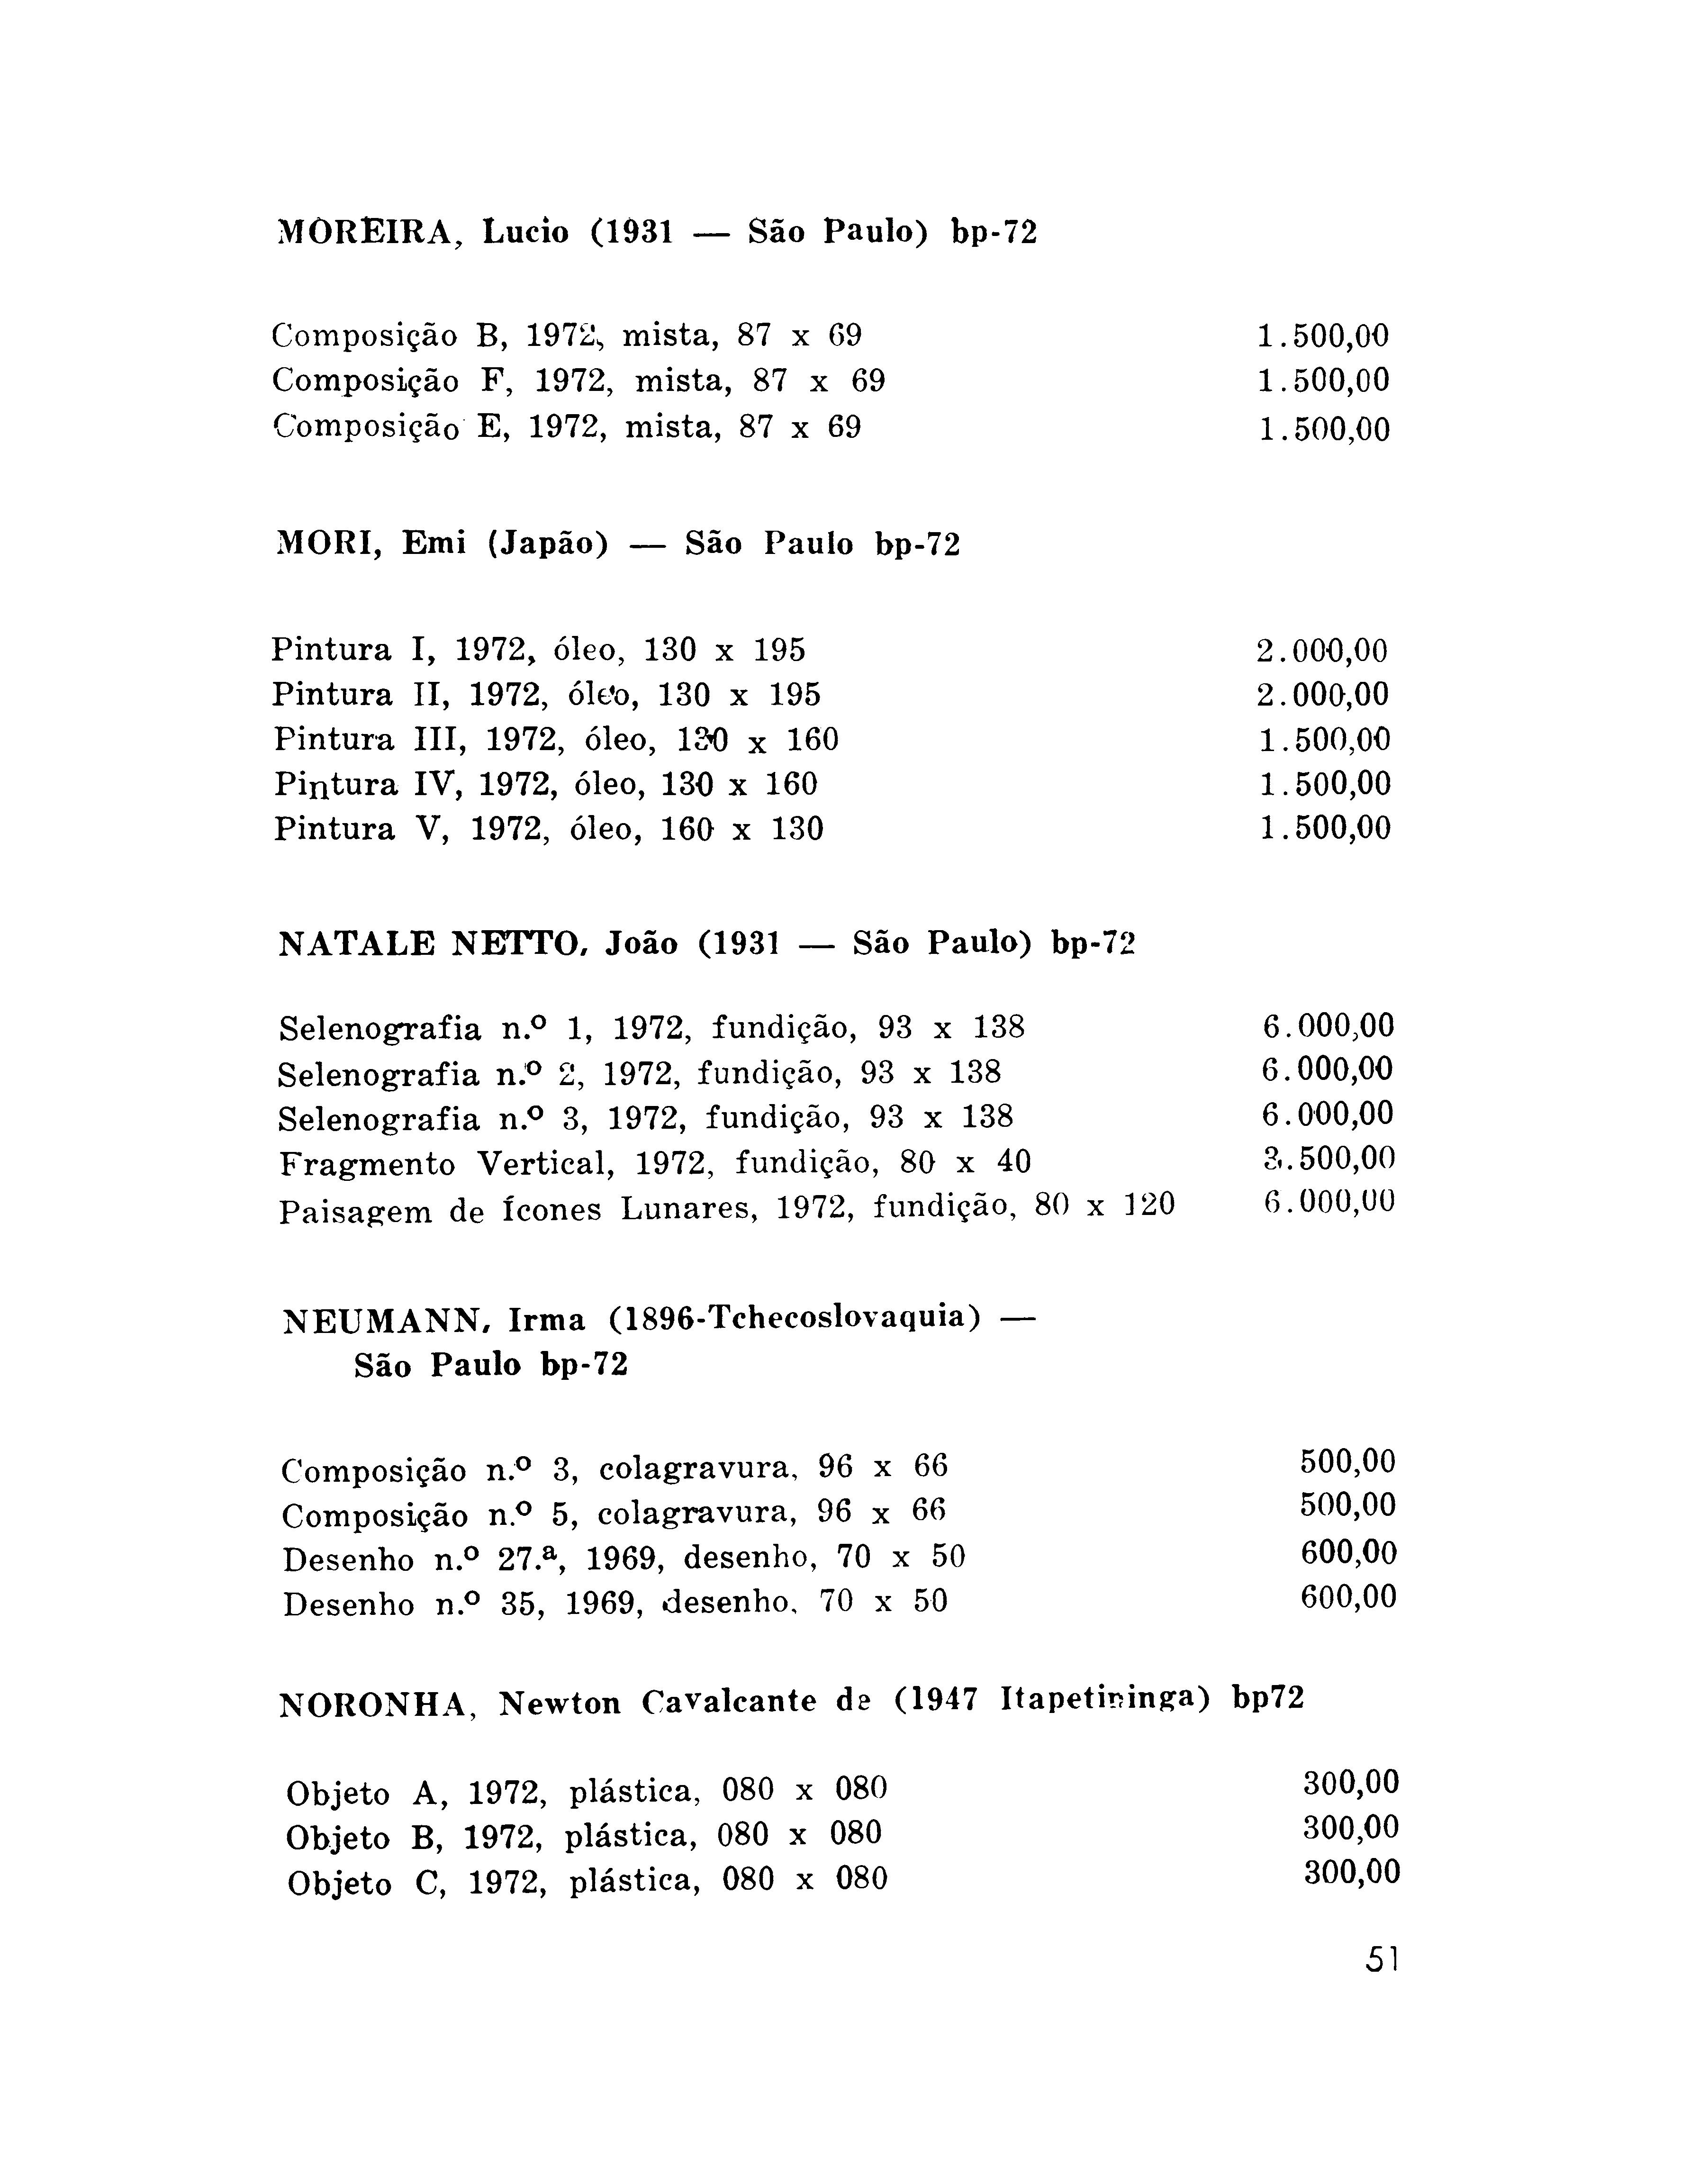 MOREIRA, Lucio (1931 — São Paulo) bp-72
Composição B, 1972, mista, 87 x 69 1.500,00
Composição F, 1972, mista, 87 x 69 1.500,00
Composição E, 1972, mista, 87 x 69 1.500,00
MORI, Emi (Japão) — São Paulo bp-72
Pintura I, 1972, óleo, 130 x 195 2.000,00
Pintura II, 1972, óleo, 130 x 195 2.000,00
Pintura III, 1972, óleo, 130 x 160 1.500,00
Pintura IV, 1972, óleo, 130 x 160 1.500,00
Pintura V, 1972, óleo, 160 x 130 1.500,00
NATALE NETTO, João (1931 — São Paulo) bp-72
Selenografia n.º 1, 1972, fundição, 93 x 138 6.000,00
Selenografia n.º 2, 1972, fundição, 93 x 138 6.000,00
Selenografia n.º 3, 1972, fundição, 93 x 138 6.000,00
Fragmento Vertical, 1972, fundição, 80 x 40 3.500,00
Paisagem de Ícones Lunares, 1972, fundição, 80 x 120 6.000,00
NEUMANN, Irma (1896-Tchecoslovaquia) —
São Paulo bp-72
Composição n.º 3, colagravura, 96 x 66 500,00
Composição n.º 5, colagravura, 96 x 66 500,00
Desenho n.º 27.ª, 1969, desenho, 70 x 50 600,00
Desenho n.º 35, 1969, desenho, 70 x 50 600,00
NORONHA, Newton Cavalcante de (1947 Itapetininga) bp72
Objeto A, 1972, plástica, 080 x 080 300,00
Objeto B, 1972, plástica, 080 x 080 300,00
Objeto C, 1972, plástica, 080 x 080 300,00
51